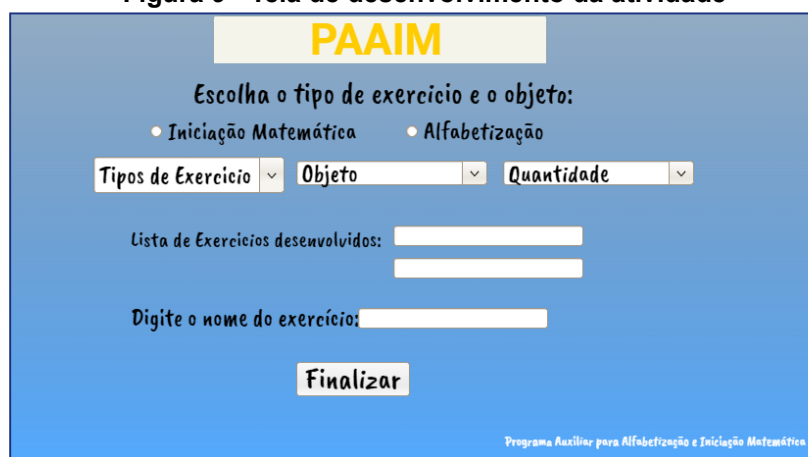 PAAIM
Escolha o tipo de exercicio e o objeto:
Iniciação Matemática Alfabetização
Tipos de Exercicio Objeto Quantidade
Lista de Exercicios desenvolvidos:
Digite o nome do exercício:
Finalizar
Programa Auxiliar para Alfabetização e Iniciação Matemática